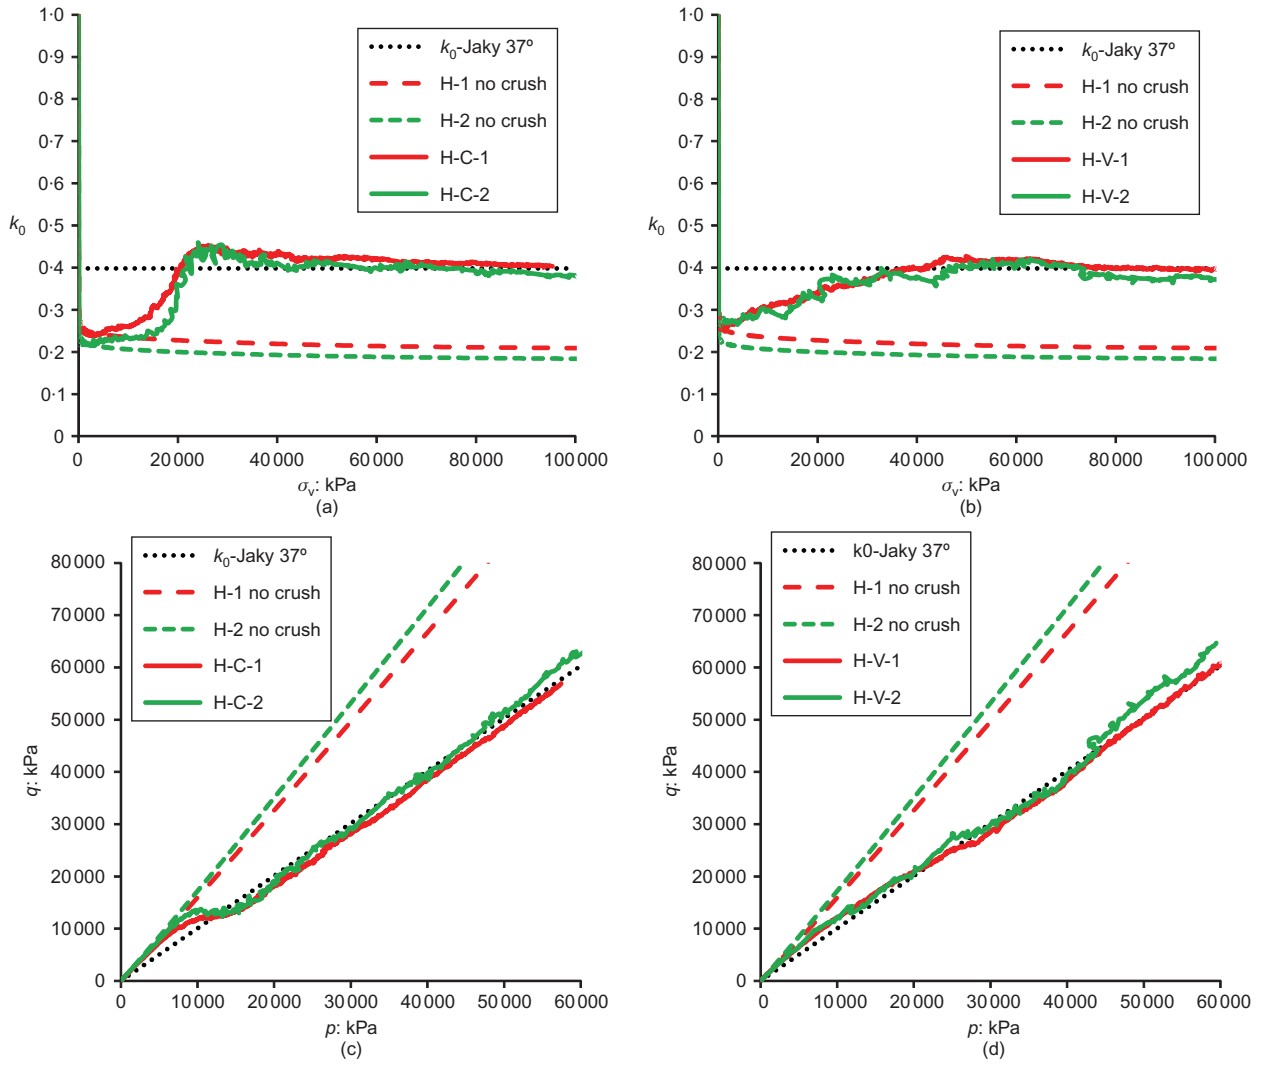 1·0
0·9
0·8
0·7
0·6
0·5
0·4
0·3
0·2
0·1
0
k0
k0-Jaky 37º
H-1 no crush
H-2 no crush
H-C-1
H-C-2
0
20 000
40 000
60 000
80 000
100 000
σv: kPa
(a)
1·0
0·9
0·8
0·7
0·6
0·5
0·4
0·3
0·2
0·1
0
k0
k0-Jaky 37º
H-1 no crush
H-2 no crush
H-V-1
H-V-2
0
20 000
40 000
60 000
80 000
100 000
σv: kPa
(b)
80 000
70 000
60 000
50 000
40 000
30 000
20 000
10 000
0
q: kPa
k0-Jaky 37º
H-1 no crush
H-2 no crush
H-C-1
H-C-2
0
10 000
20 000
30 000
40 000
50 000
60 000
p: kPa
(c)
80 000
70 000
60 000
50 000
40 000
30 000
20 000
10 000
0
q: kPa
k0-Jaky 37º
H-1 no crush
H-2 no crush
H-V-1
H-V-2
0
10 000
20 000
30 000
40 000
50 000
60 000
p: kPa
(d)